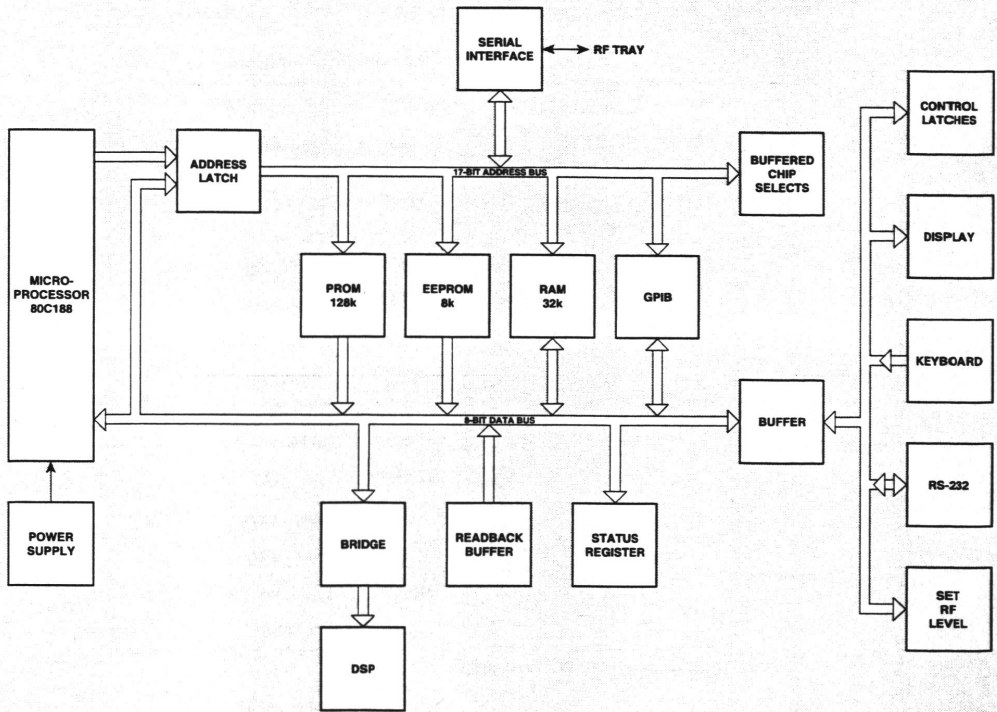 SERIAL
INTERFACE
RF TRAY
CONTROL
LATCHES
MICRO-
PROCESSOR
80C188
ADDRESS
LATCH
17-BIT ADDRESS BUS
BUFFERED
CHIP
SELECTS
DISPLAY
PROM
128k
EEPROM
8k
RAM
32k
GPIB
KEYBOARD
8-BIT DATA BUS
BUFFER
RS-232
POWER
SUPPLY
BRIDGE
READBACK
BUFFER
STATUS
REGISTER
SET
RF
LEVEL
DSP